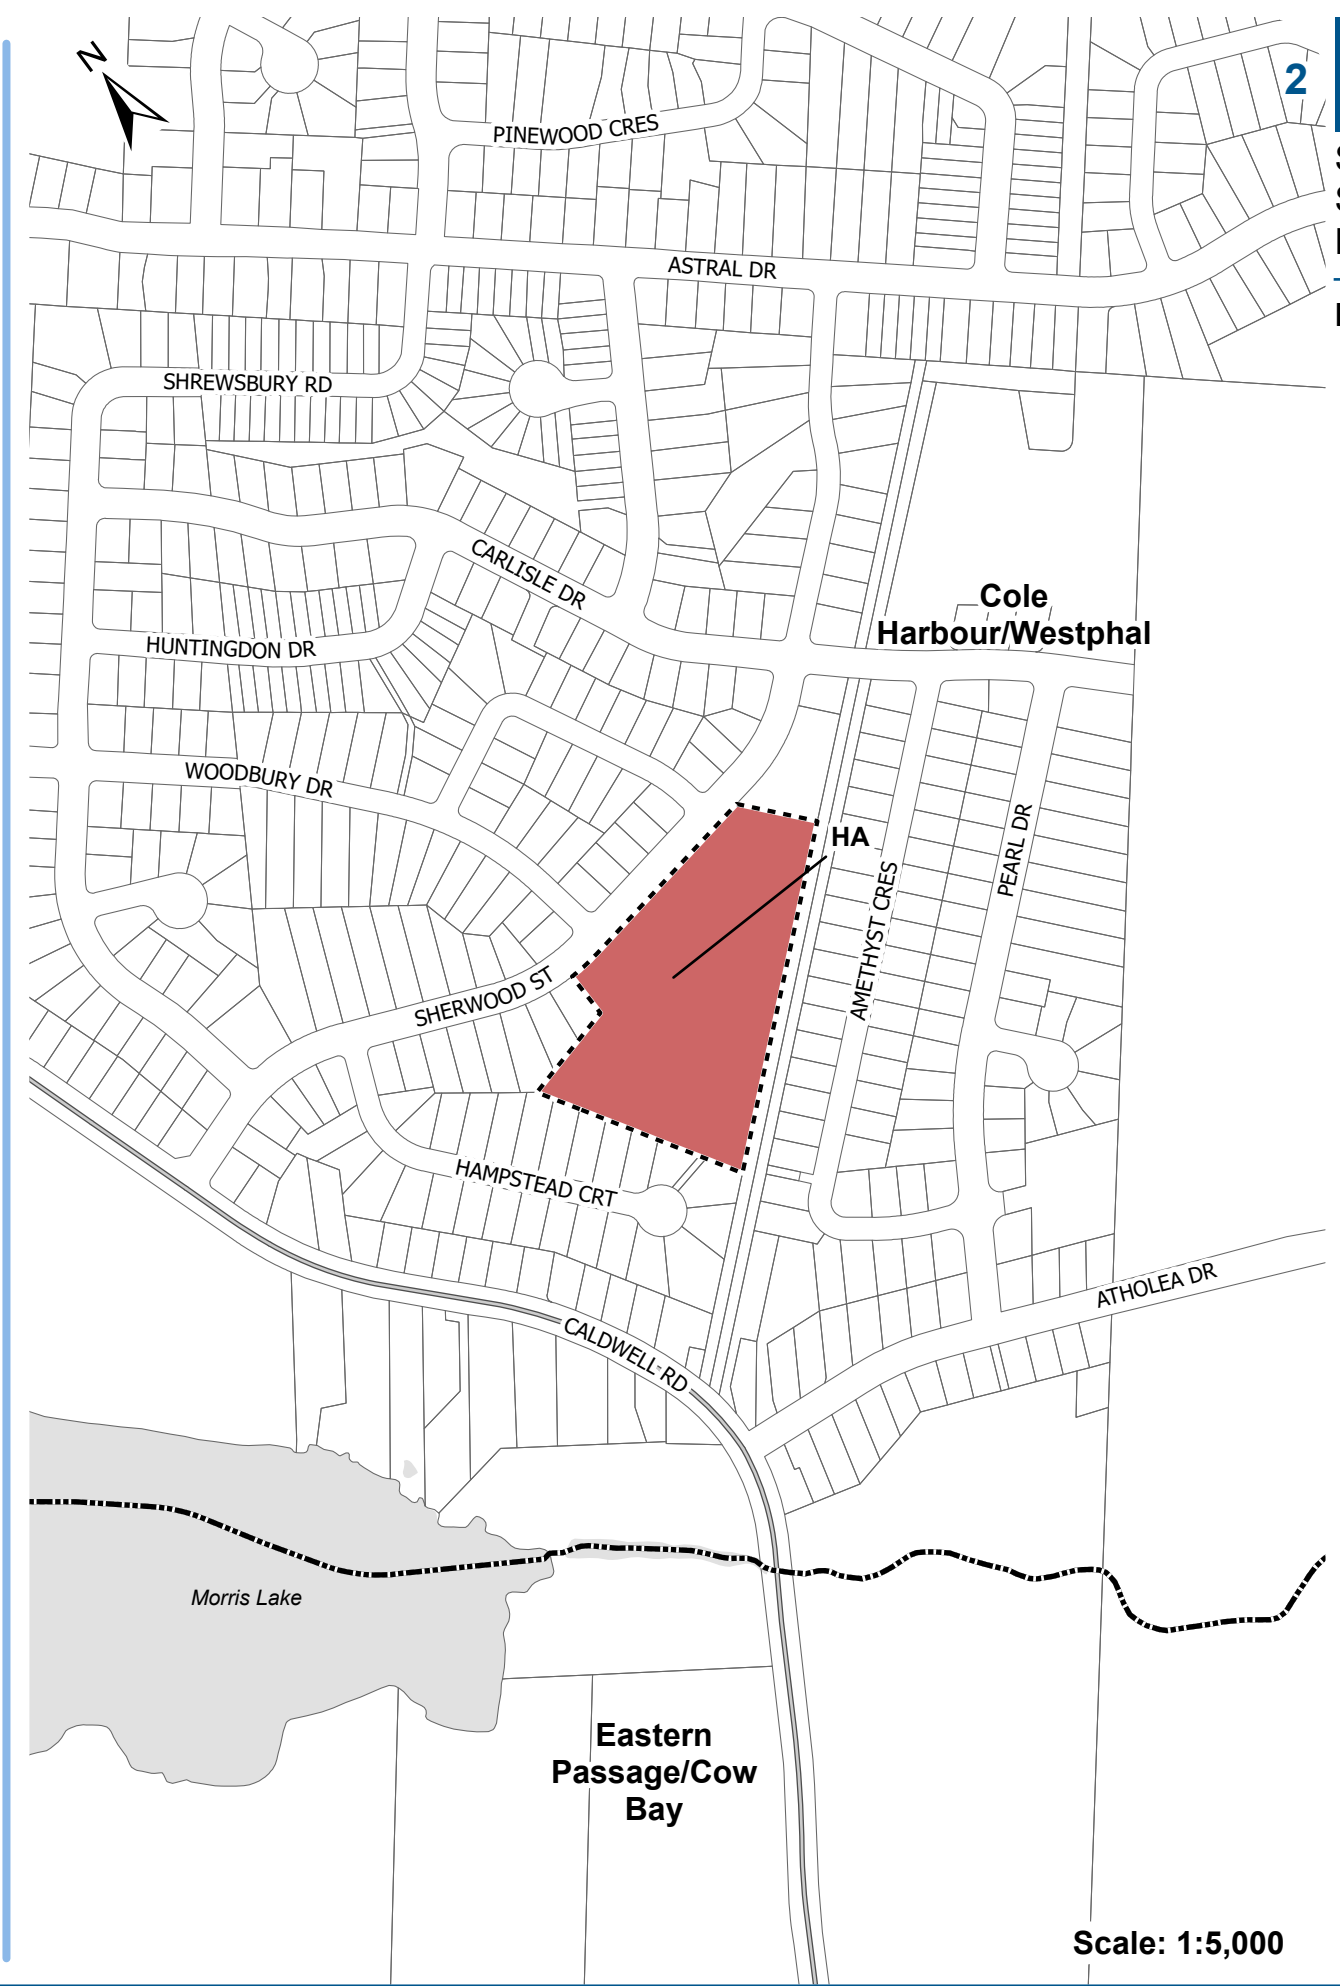 N
2
PINEWOOD CRES
ASTRAL DR
SHREWSBURY RD
CARLISLE DR
Cole
Harbour/Westphal
HUNTINGDON DR
WOODBURY DR
HA
PEARL DR
AMETHYST CRES
SHERWOOD ST
HAMPSTEAD CRT
ATHOLEA DR
CALDWELL RD
Morris Lake
Eastern
Passage/Cow
Bay
Scale: 1:5,000